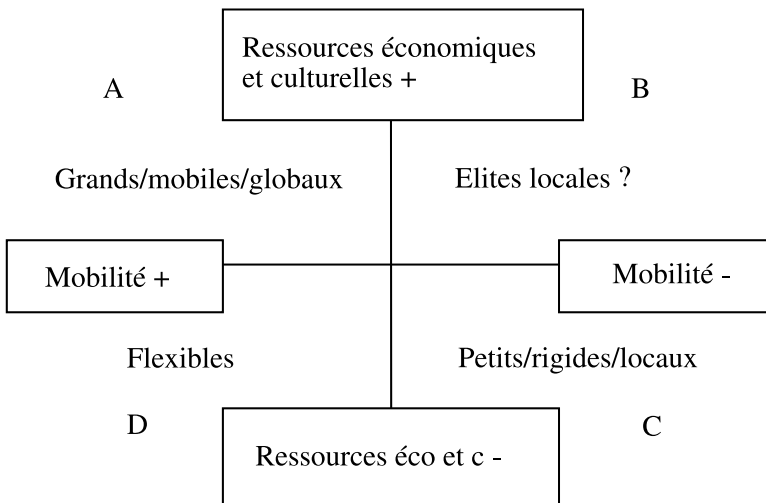 Ressources économiques
et culturelles +
A
B
Grands/mobiles/globaux
Elites locales ?
Mobilité +
Mobilité -
Flexibles
Petits/rigides/locaux
D
C
Ressources éco et c -